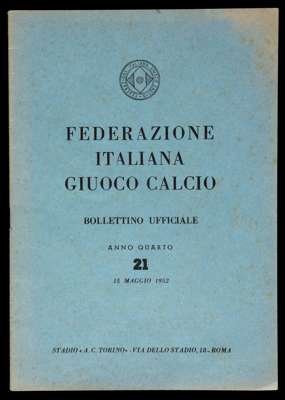 FEDERAZIONE
ITALIANA
GIUOCO CALCIO
BOLLETTINO UFFICIALE
ANNO QUARTO
21
15 MAGGIO 1952
STADIO « A. C. TORINO» - VIA DELLO STADIO, 18 - ROMA